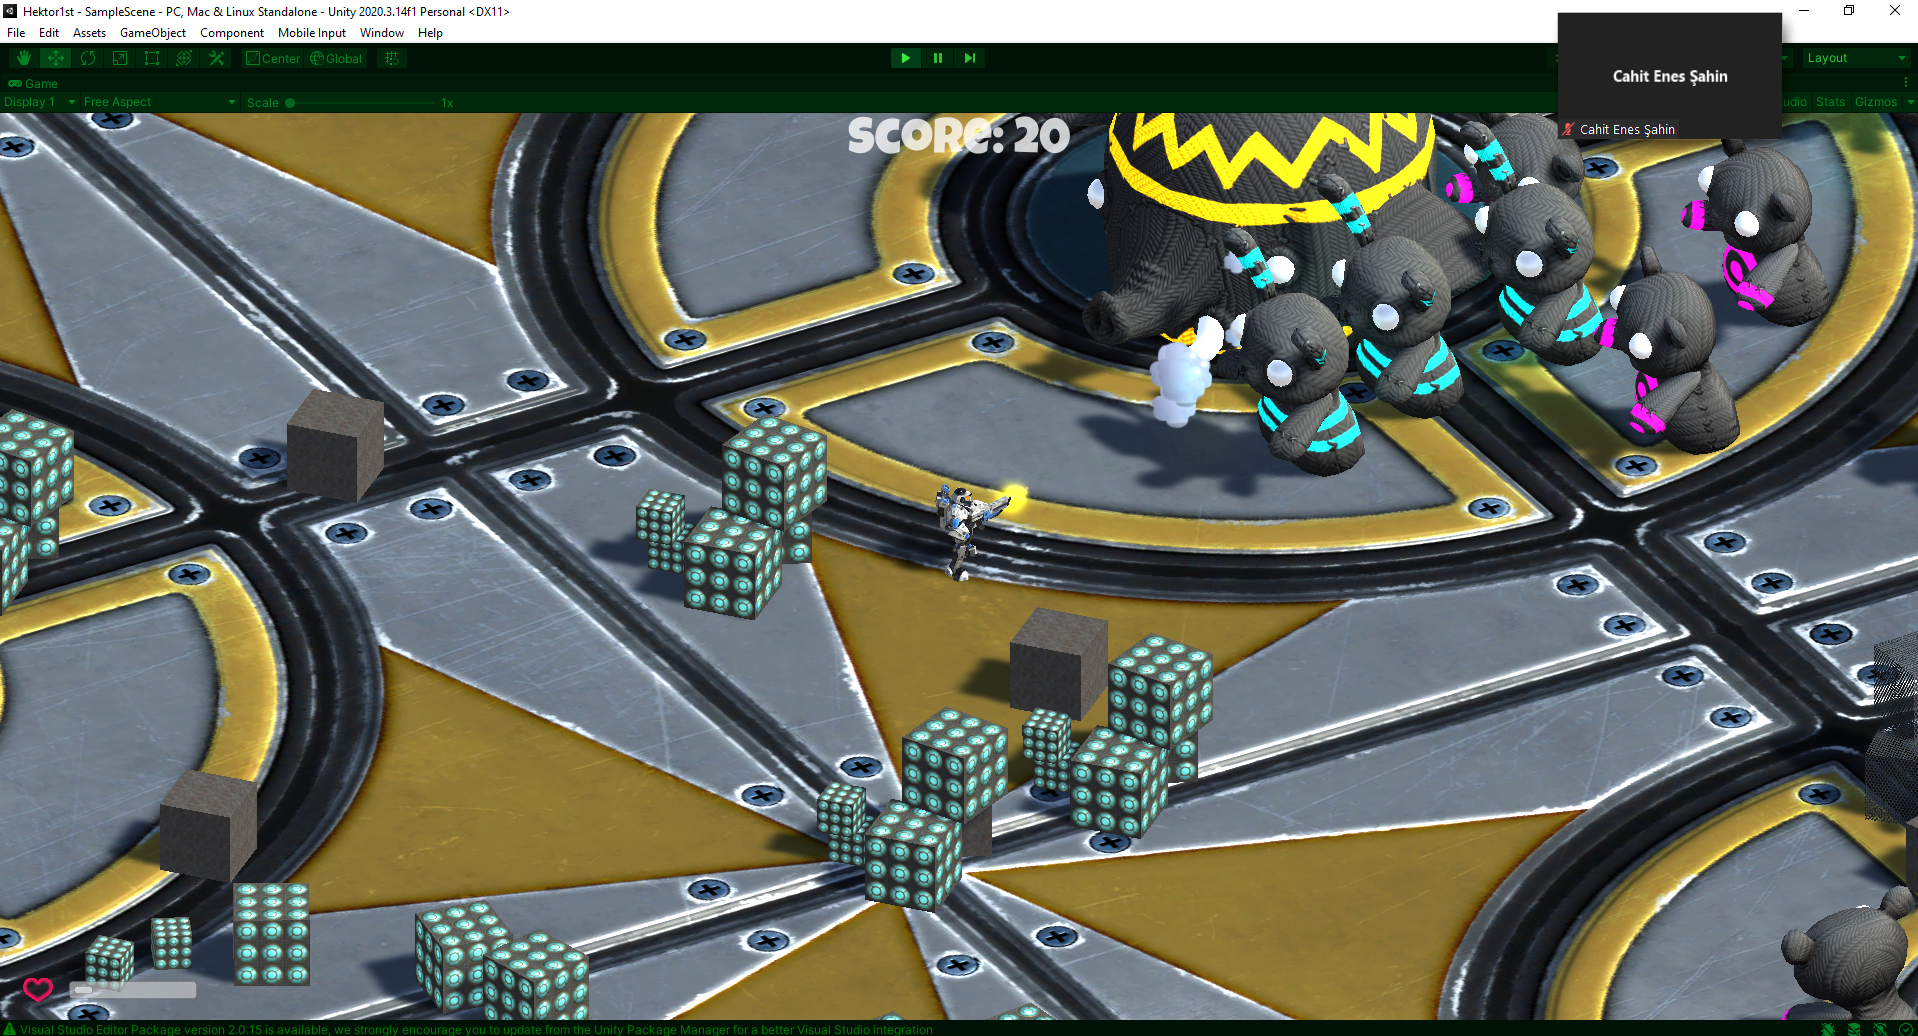 Hektor1st - SampleScene - PC, Mac & Linux Standalone - Unity 2020.3.14f1 Personal <DX11>
File Edit Assets GameObject Component Mobile Input Window Help
Center Global Layout
Cahit Enes Şahin
Cahit Enes Şahin
Game
Display 1 Free Aspect Scale 1x Stats Gizmos
SCORE: 20
Visual Studio Editor Package version 2.0.15 is available, we strongly encourage you to update from the Unity Package Manager for a better Visual Studio integration